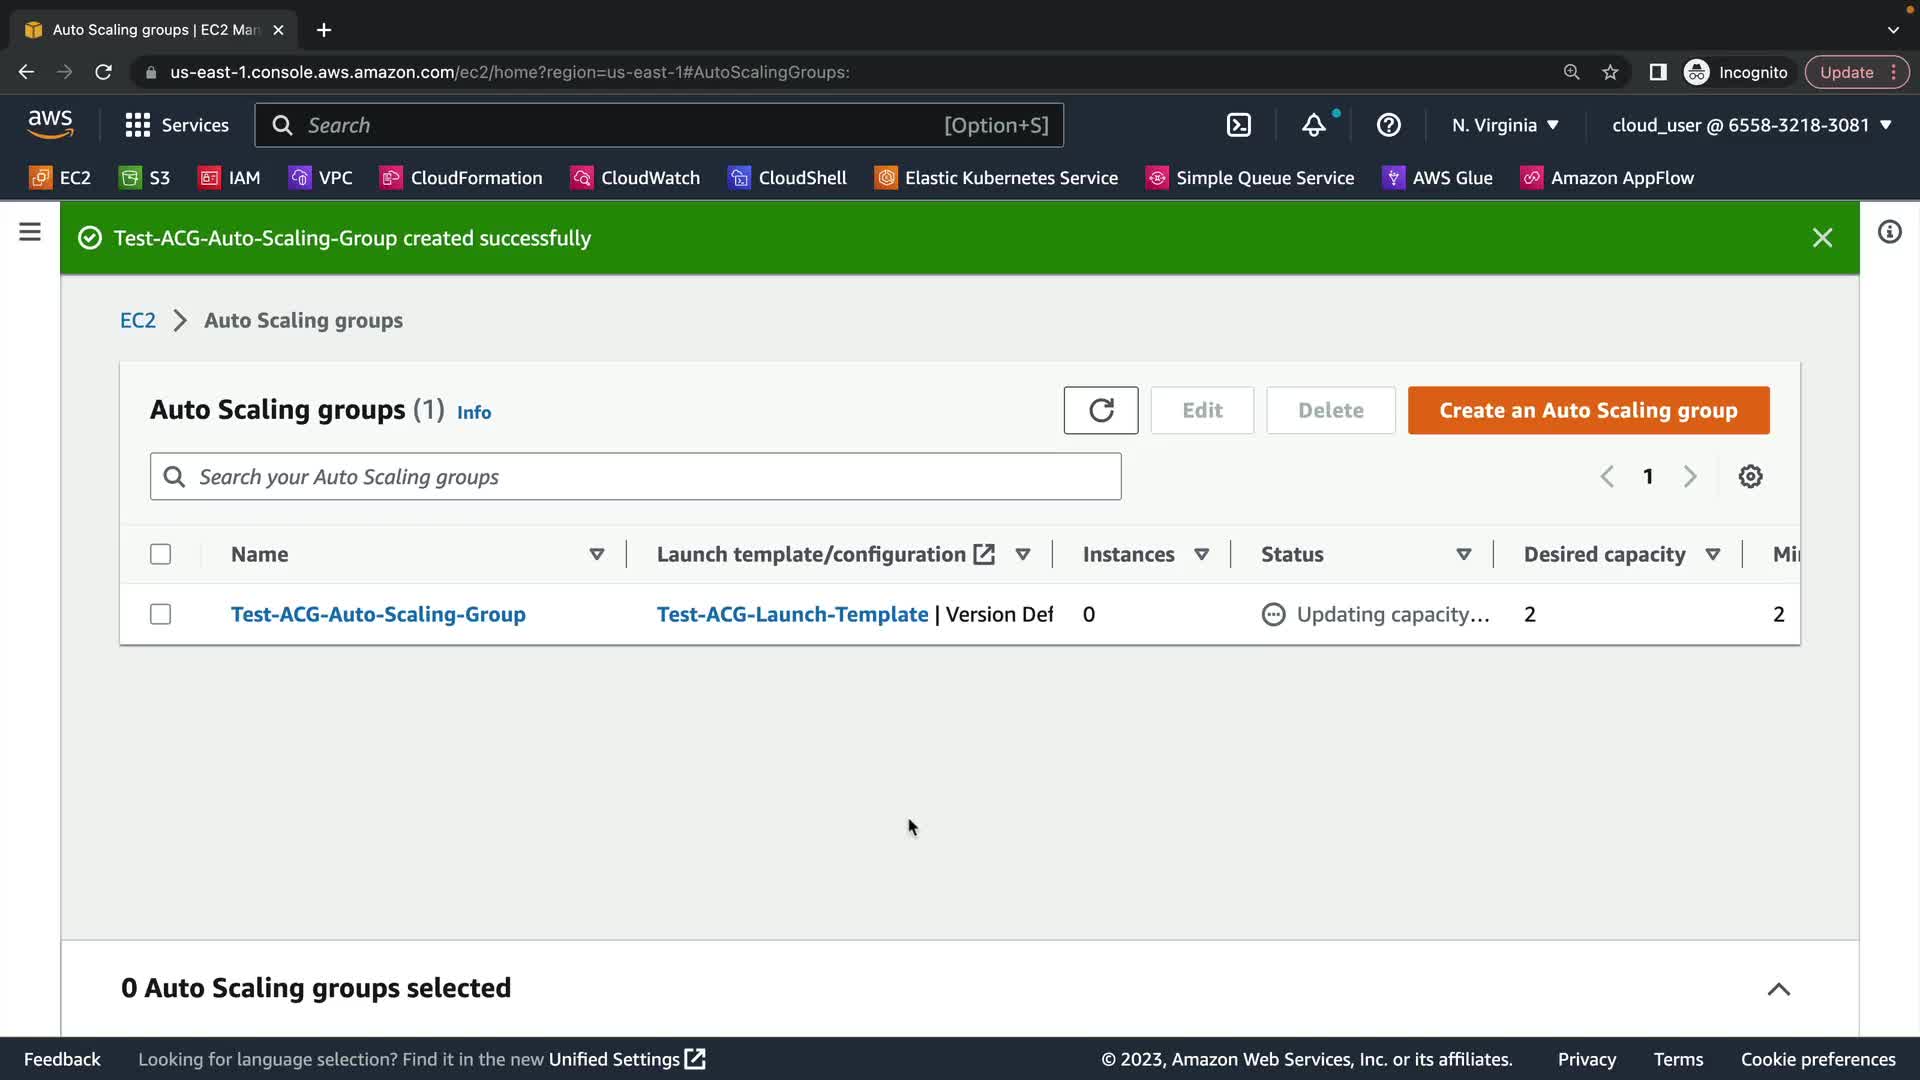 Auto Scaling groups | EC2 Man
us-east-1.console.aws.amazon.com/ec2/home?region=us-east-1#AutoScalingGroups:
Incognito
Update
aws
Services
Search
[Option+S]
N. Virginia
cloud_user @ 6558-3218-3081
EC2
S3
IAM
VPC
CloudFormation
CloudWatch
CloudShell
Elastic Kubernetes Service
Simple Queue Service
AWS Glue
Amazon AppFlow
Test-ACG-Auto-Scaling-Group created successfully
EC2
Auto Scaling groups
Auto Scaling groups (1) Info
Edit
Delete
Create an Auto Scaling group
Search your Auto Scaling groups
1
Name
Launch template/configuration
Instances
Status
Desired capacity
Mi
Test-ACG-Auto-Scaling-Group
Test-ACG-Launch-Template | Version Def
0
Updating capacity...
2
2
0 Auto Scaling groups selected
Feedback
Looking for language selection? Find it in the new Unified Settings
© 2023, Amazon Web Services, Inc. or its affiliates.
Privacy
Terms
Cookie preferences